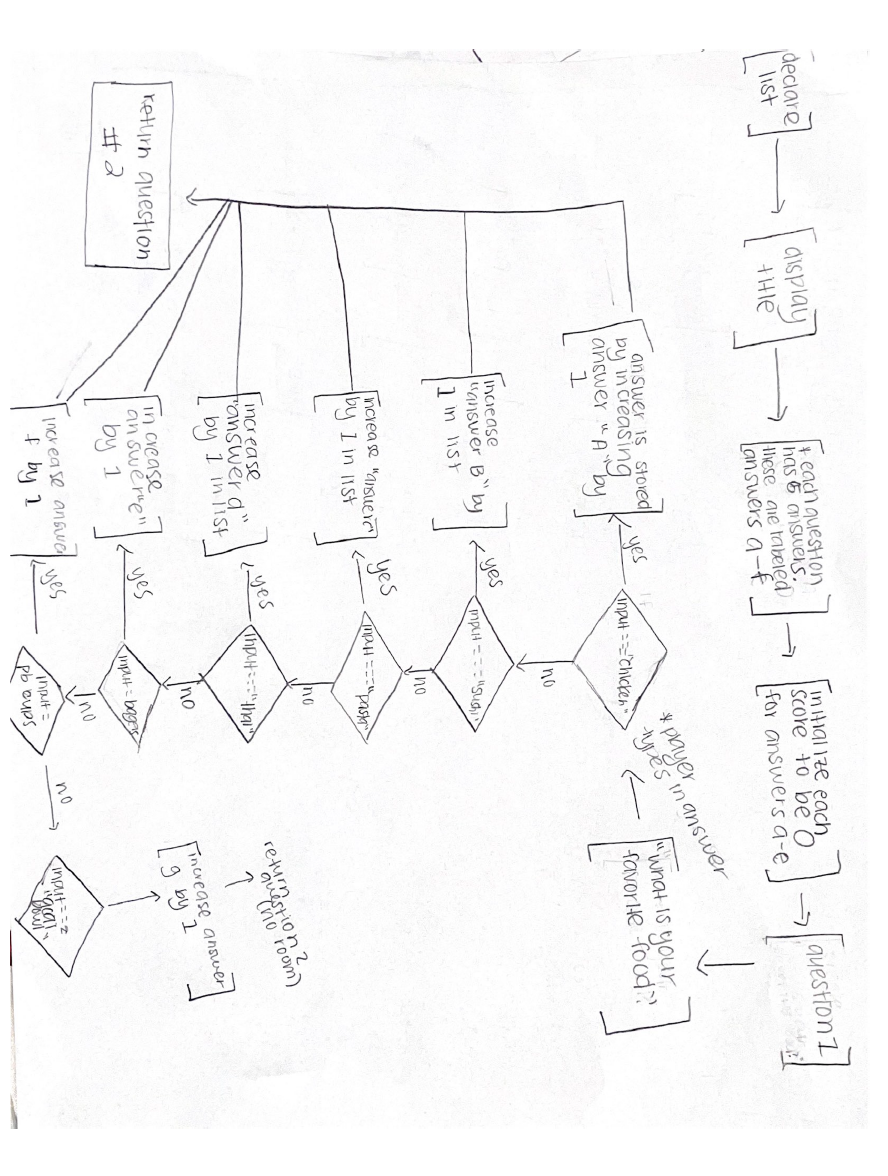 declare
list
display
title
*each question
has 6 answers.
these are labeled
answers a-f
initialize each
score to be 0
for answers a-e
question 1
"what is your
favorite food?"
*player
types in answer
if
input === "chicken"
yes
answer is stored
by increasing
answer "A" by
1
no
input === "sushi"
yes
increase
"answer B" by
1 in list
no
input === "pasta"
yes
increase "answer
by 1 in list
no
input === "thai"
yes
increase
"answer d"
by 1 in list
no
input = bagels
yes
increase
answer "e"
by 1
no
input =
yes
increase answer
f by 1
no
input ===
bowl"
increase answer
g by 1
return
question 2
(no room)
return question
#2